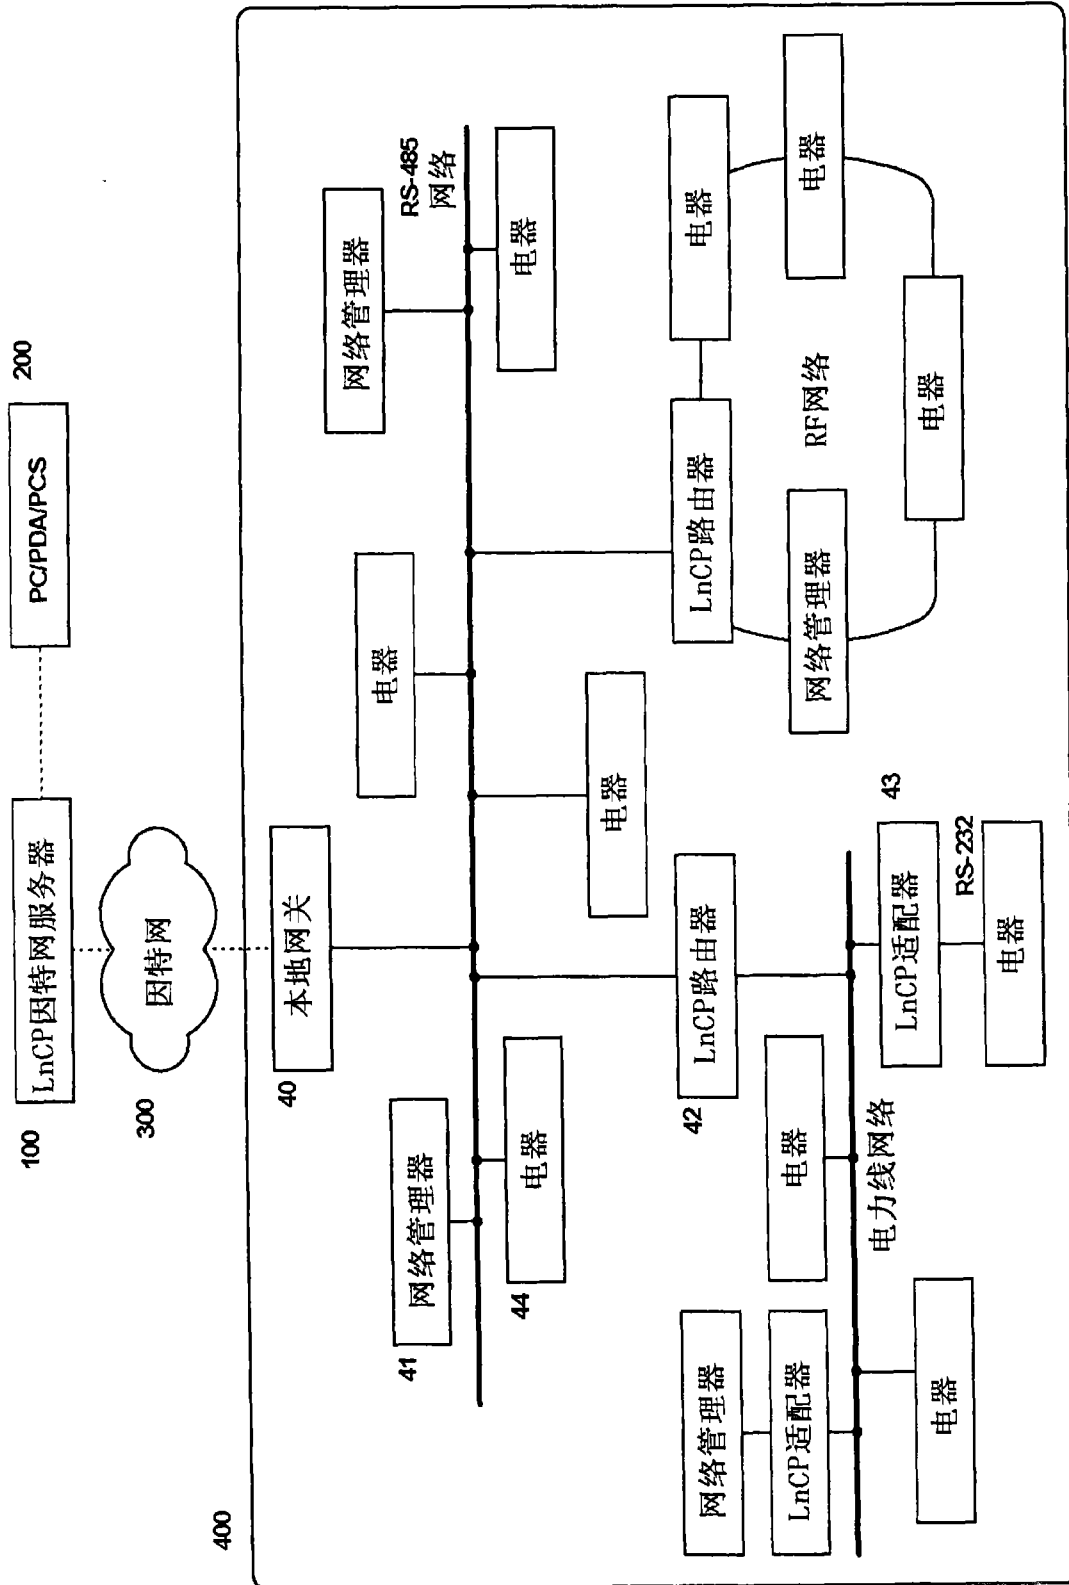 100
LnCP因特网服务器
PC/PDA/PCS
200
300
因特网
400
40
本地网关
41
网络管理器
电器
网络管理器
RS-485
网络
44
电器
电器
电器
42
LnCP路由器
LnCP路由器
电器
网络管理器
LnCP适配器
电器
电力线网络
电器
LnCP适配器
43
RS-232
电器
网络管理器
RF网络
电器
电器